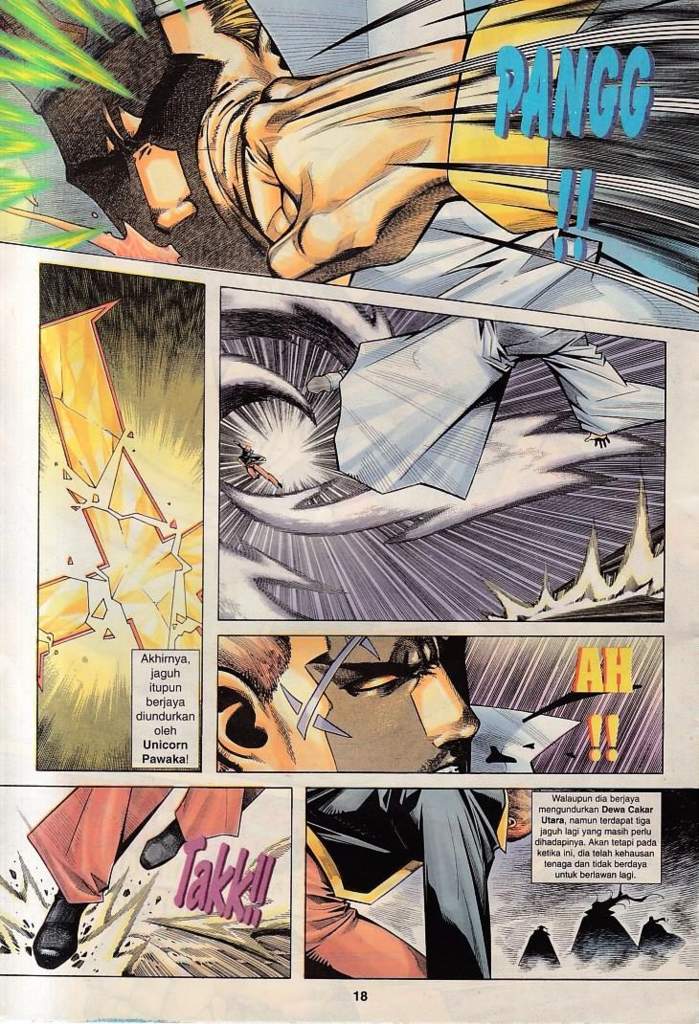 PANGG
!!
Akhirnya,
jaguh
itupun
berjaya
diundurkan
oleh
Unicorn
Pawaka!
AH
!!
Takk!!
Walaupun dia berjaya
mengundurkan Dewa Cakar
Utara, namun terdapat tiga
jaguh lagi yang masih perlu
dihadapinya. Akan tetapi pada
ketika ini, dia telah kehausan
tenaga dan tidak berdaya
untuk berlawan lagi.
18